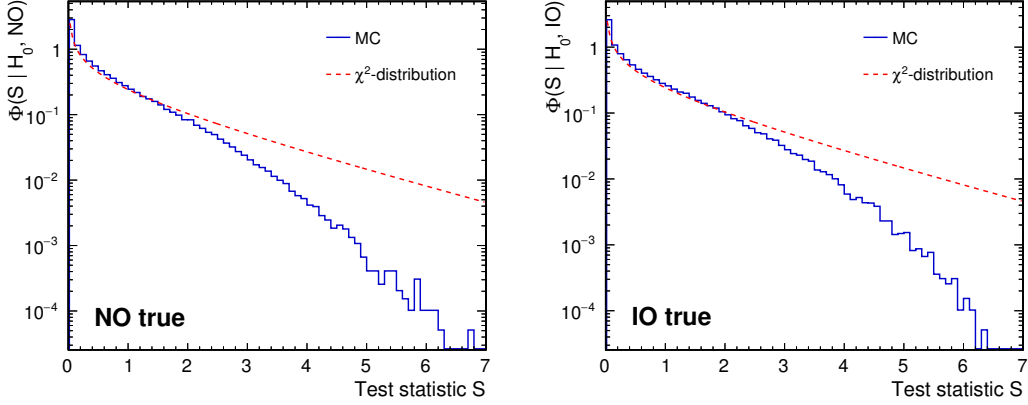 Φ(S | H₀, NO)
1
10⁻¹
10⁻²
10⁻³
10⁻⁴
MC
χ²-distribution
NO true
0 1 2 3 4 5 6 7
Test statistic S
Φ(S | H₀, IO)
1
10⁻¹
10⁻²
10⁻³
10⁻⁴
MC
χ²-distribution
IO true
0 1 2 3 4 5 6 7
Test statistic S